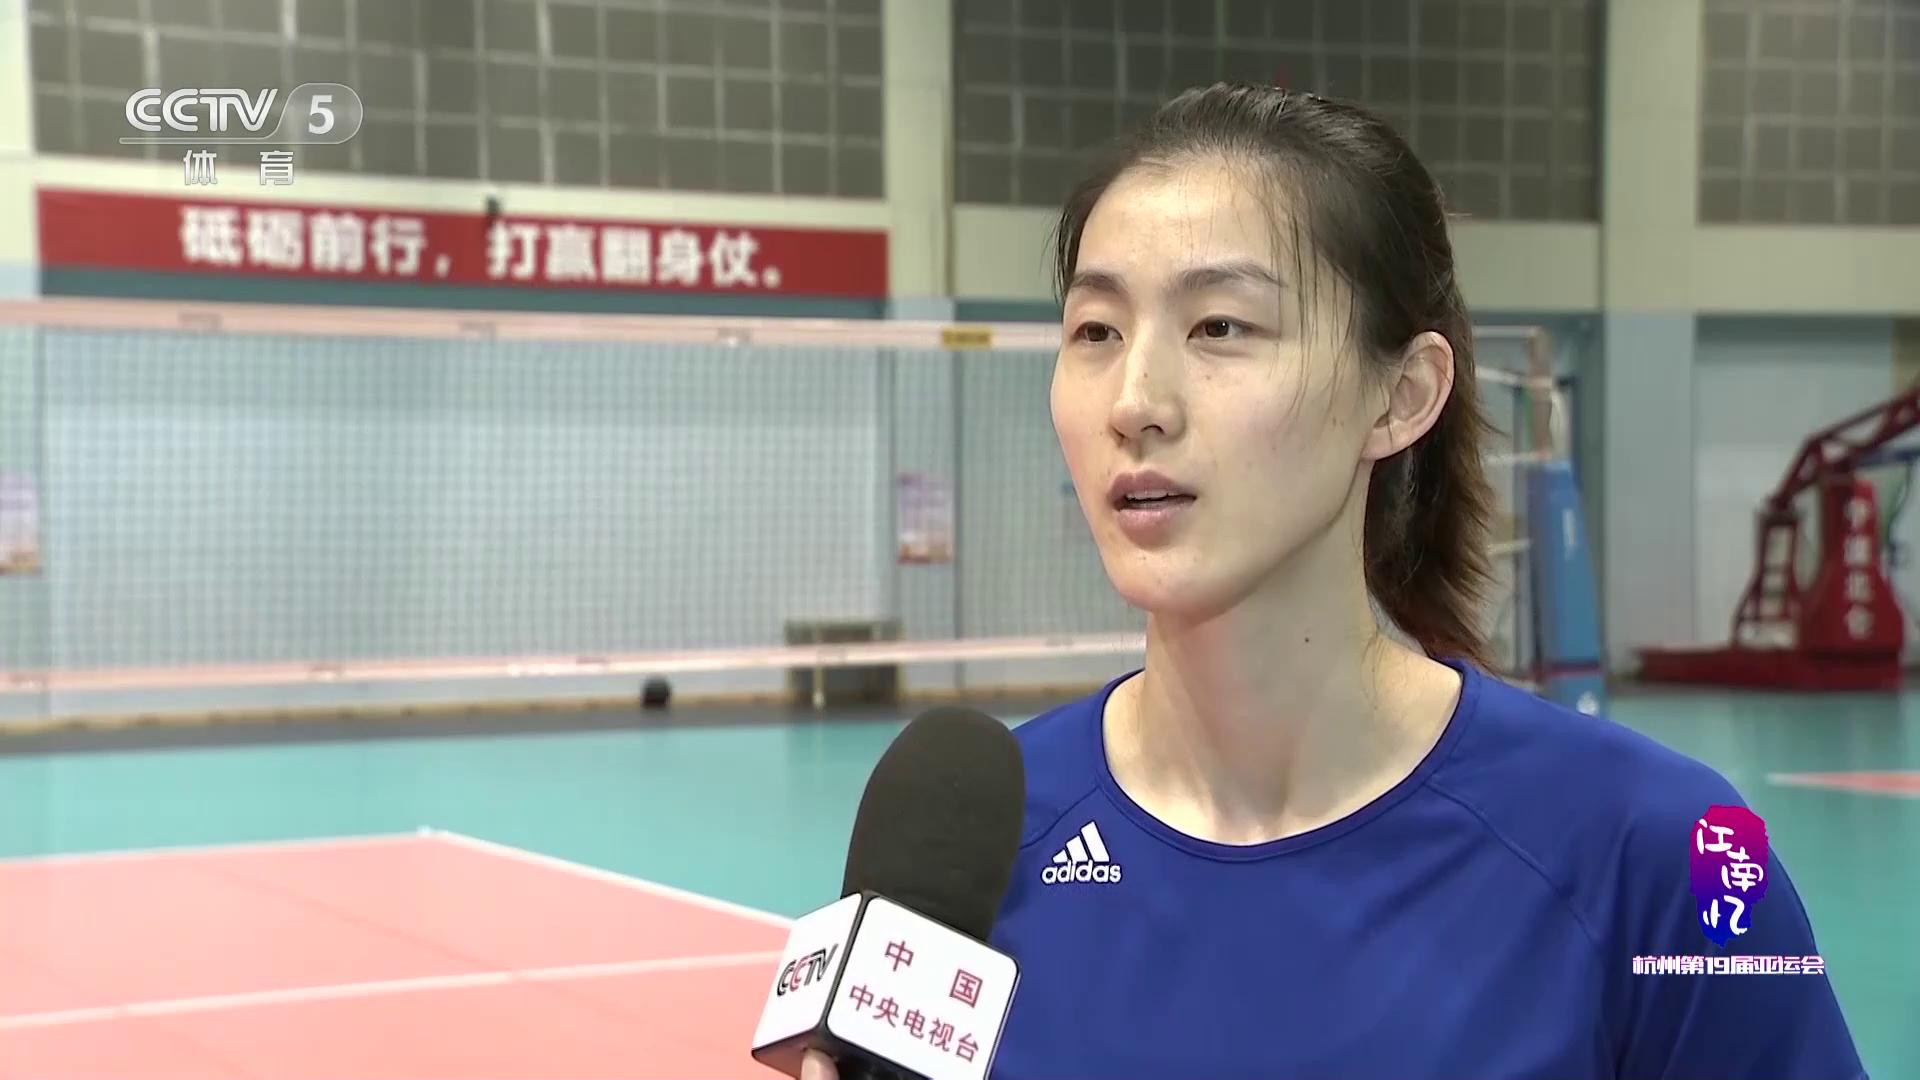 CCTV 5
体育
砥砺前行，打赢翻身仗。
adidas
CCTV
中国
中央电视台
江南忆
杭州第19届亚运会